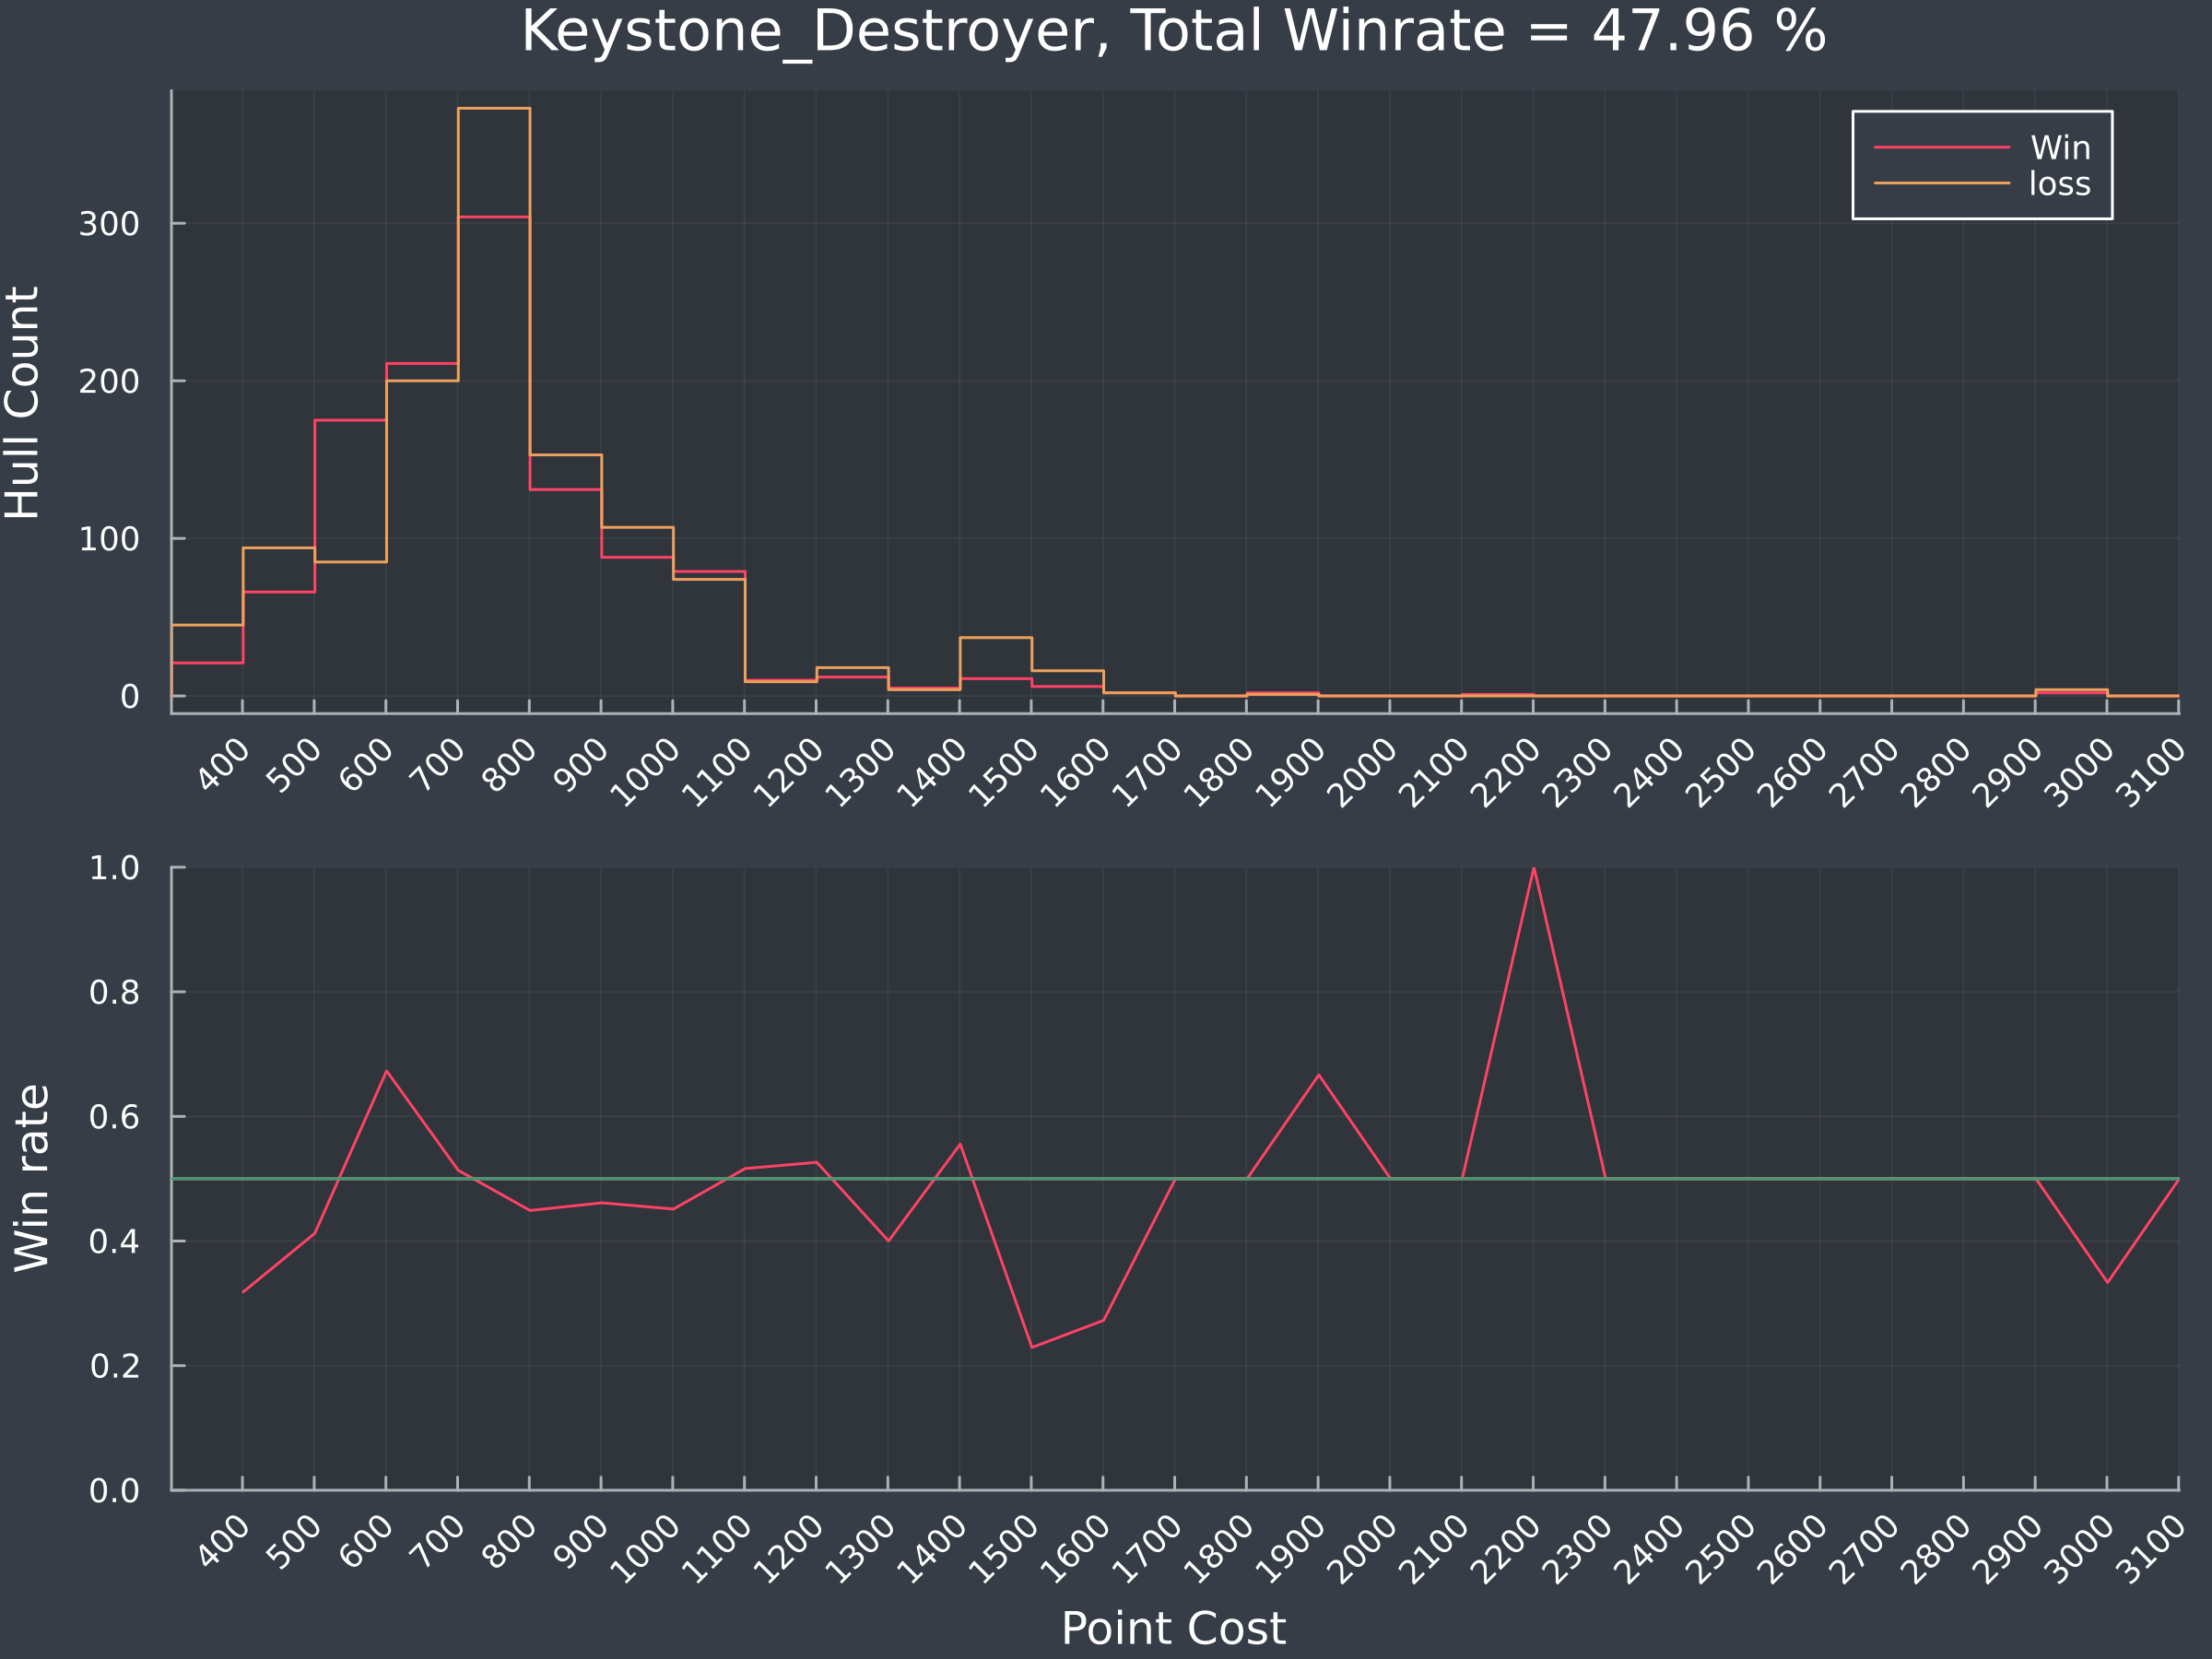 Keystone_Destroyer, Total Winrate = 47.96 %
Win
loss
Hull Count
300
200
100
0
400 500 600 700 800 900 1000 1100 1200 1300 1400 1500 1600 1700 1800 1900 2000 2100 2200 2300 2400 2500 2600 2700 2800 2900 3000 3100
Win rate
1.0
0.8
0.6
0.4
0.2
0.0
400 500 600 700 800 900 1000 1100 1200 1300 1400 1500 1600 1700 1800 1900 2000 2100 2200 2300 2400 2500 2600 2700 2800 2900 3000 3100
Point Cost